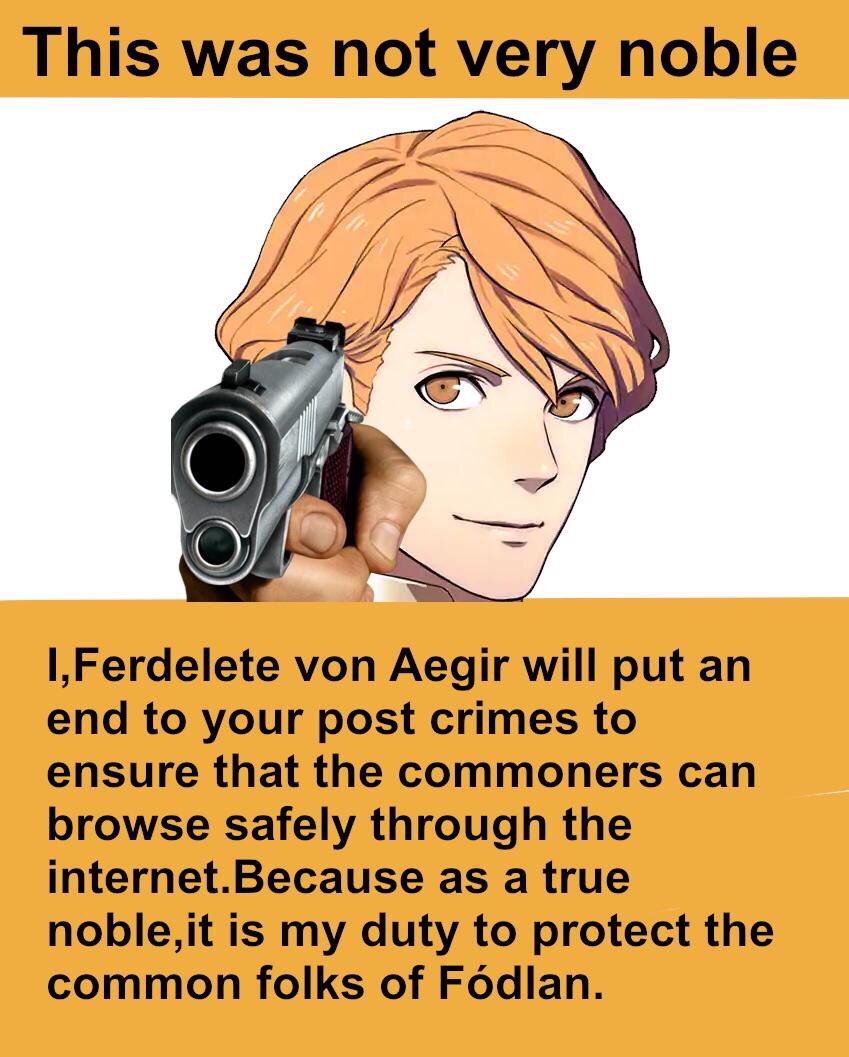 This was not very noble
I,Ferdelete von Aegir will put an
end to your post crimes to
ensure that the commoners can
browse safely through the
internet.Because as a true
noble,it is my duty to protect the
common folks of Fódlan.